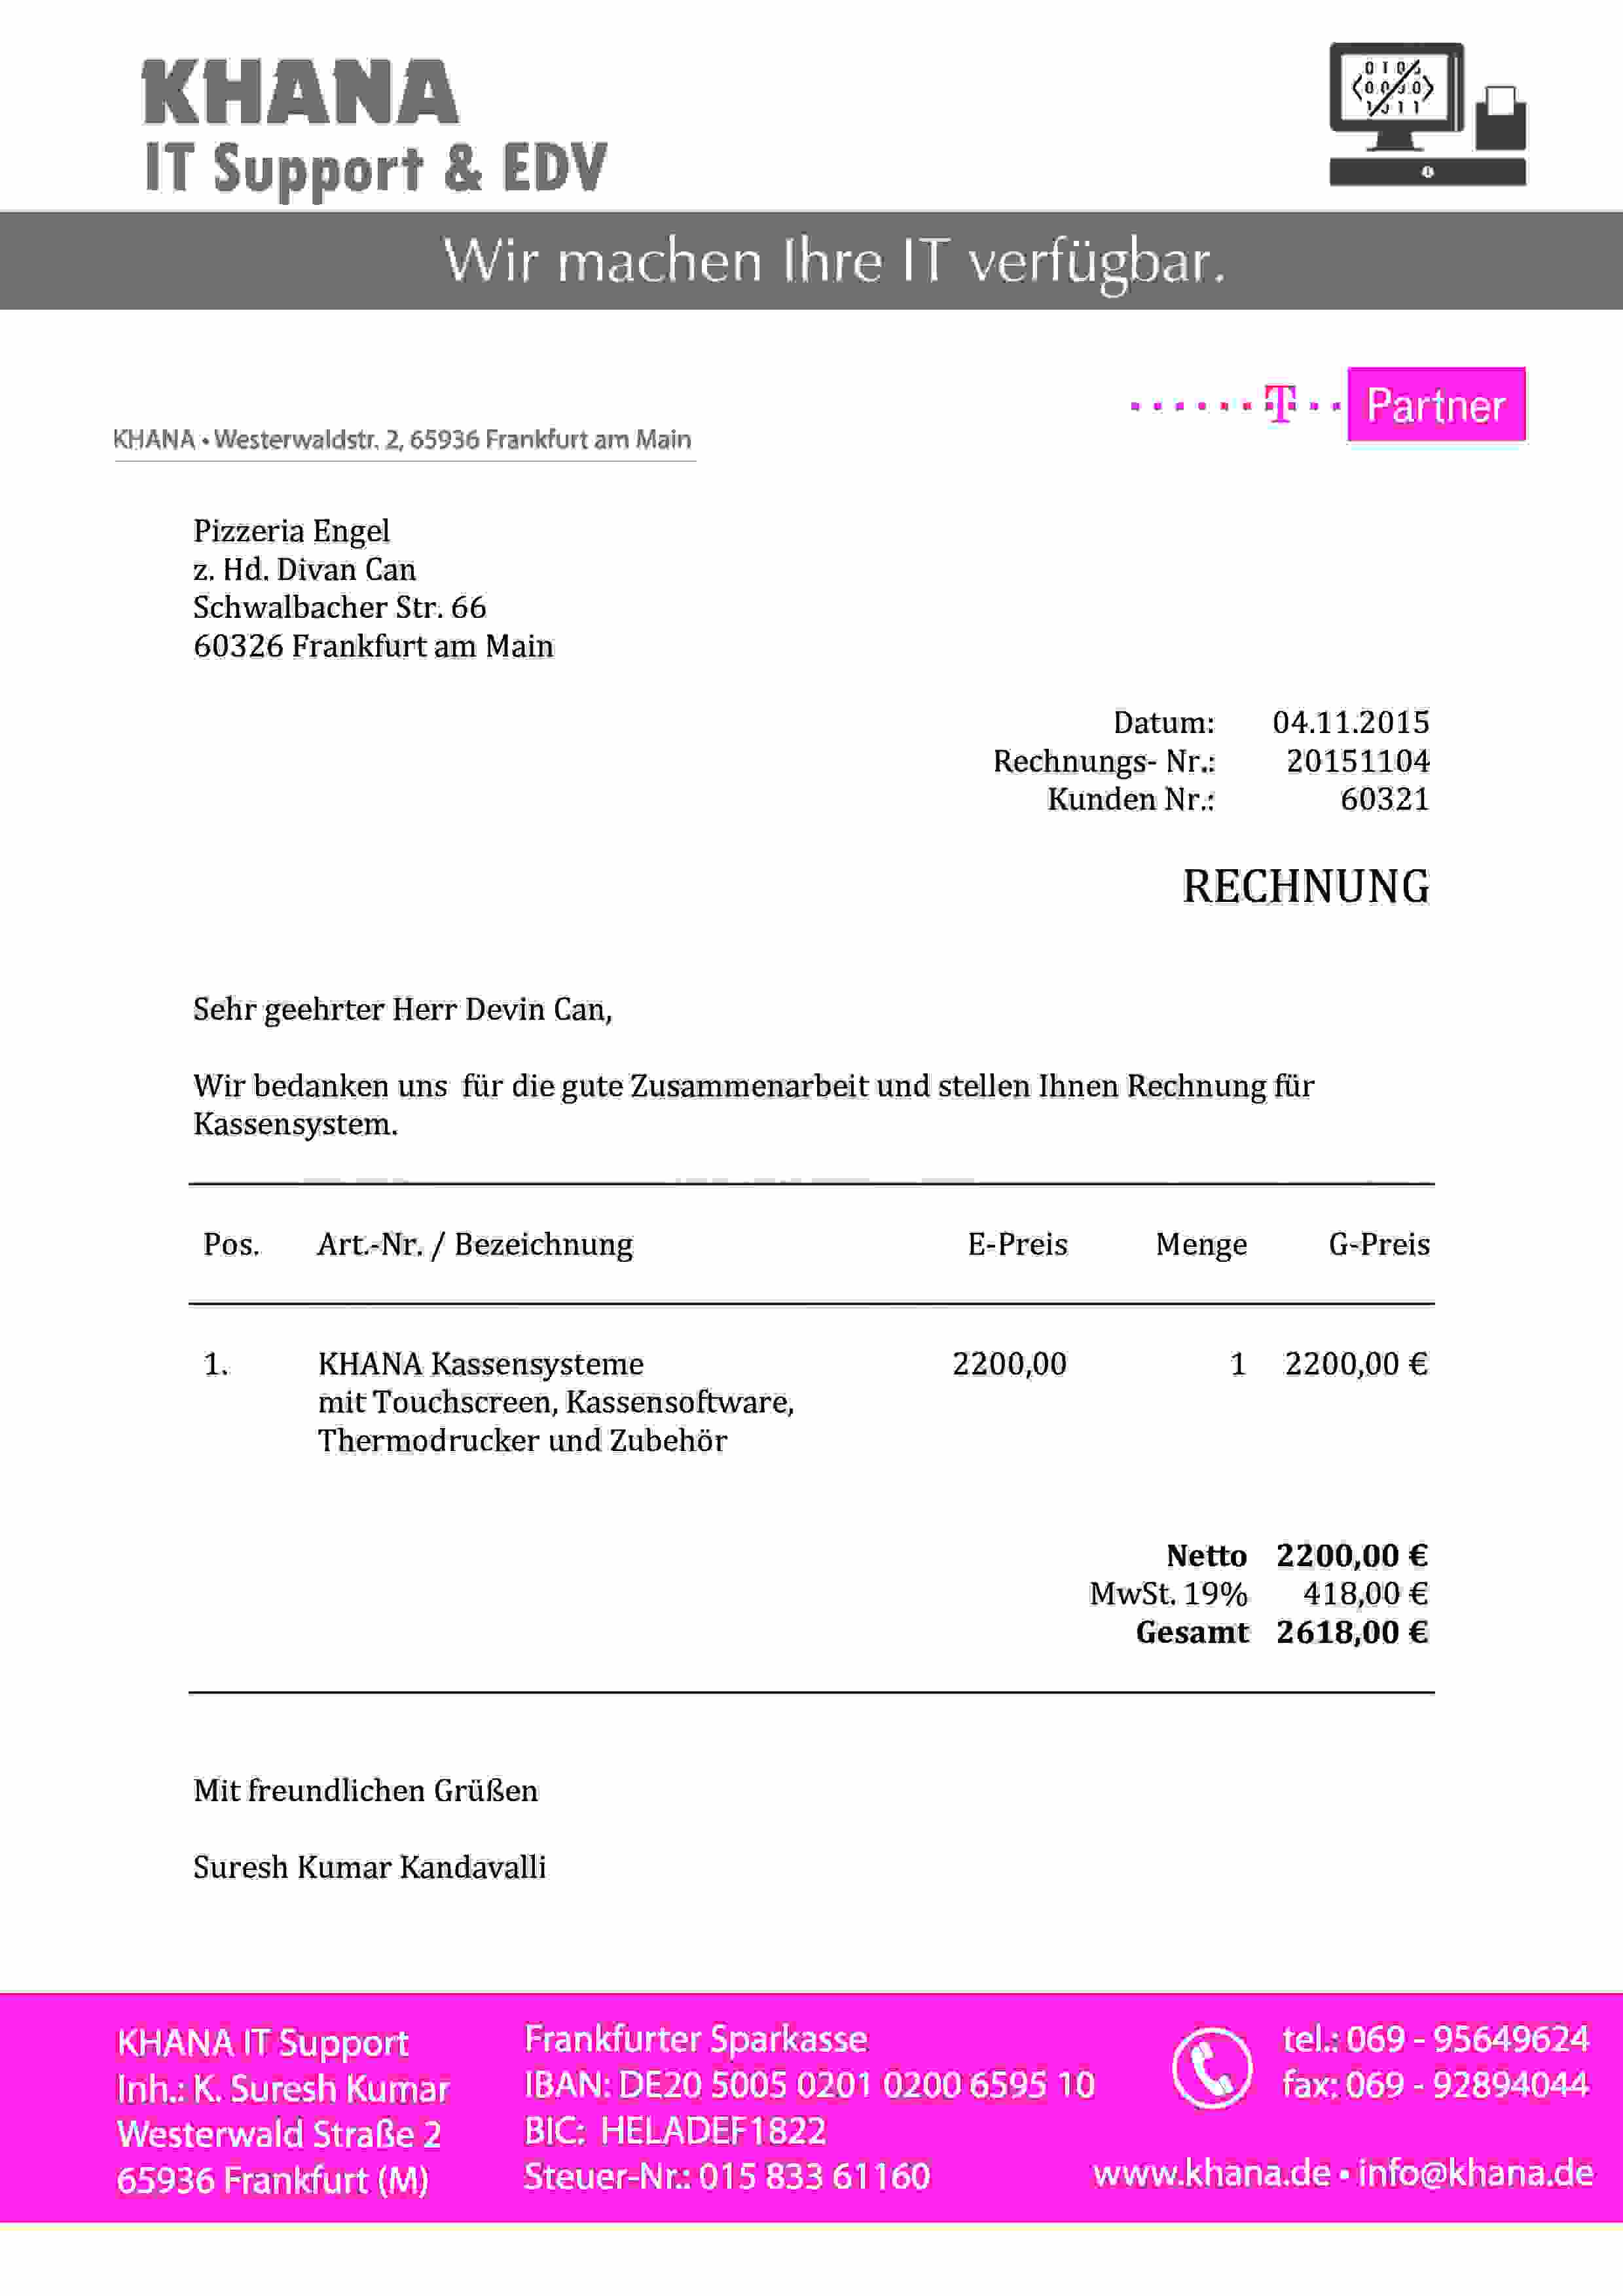 KHANA
IT Support & EDV
Wir machen Ihre IT verfügbar.
T Partner
KHANA • Westerwaldstr. 2, 65936 Frankfurt am Main
Pizzeria Engel
z. Hd. Divan Can
Schwalbacher Str. 66
60326 Frankfurt am Main
Datum: 04.11.2015
Rechnungs- Nr.: 20151104
Kunden Nr.: 60321
RECHNUNG
Sehr geehrter Herr Devin Can,
Wir bedanken uns für die gute Zusammenarbeit und stellen Ihnen Rechnung für
Kassensystem.
Pos. Art.-Nr. / Bezeichnung E-Preis Menge G-Preis
1. KHANA Kassensysteme 2200,00 1 2200,00 €
mit Touchscreen, Kassensoftware,
Thermodrucker und Zubehör
Netto 2200,00 €
MwSt. 19% 418,00 €
Gesamt 2618,00 €
Mit freundlichen Grüßen
Suresh Kumar Kandavalli
KHANA IT Support
Inh.: K. Suresh Kumar
Westerwald Straße 2
65936 Frankfurt (M)
Frankfurter Sparkasse
IBAN: DE20 5005 0201 0200 6595 10
BIC: HELADEF1822
Steuer-Nr.: 015 833 61160
tel.: 069 - 95649624
fax: 069 - 92894044
www.khana.de • info@khana.de